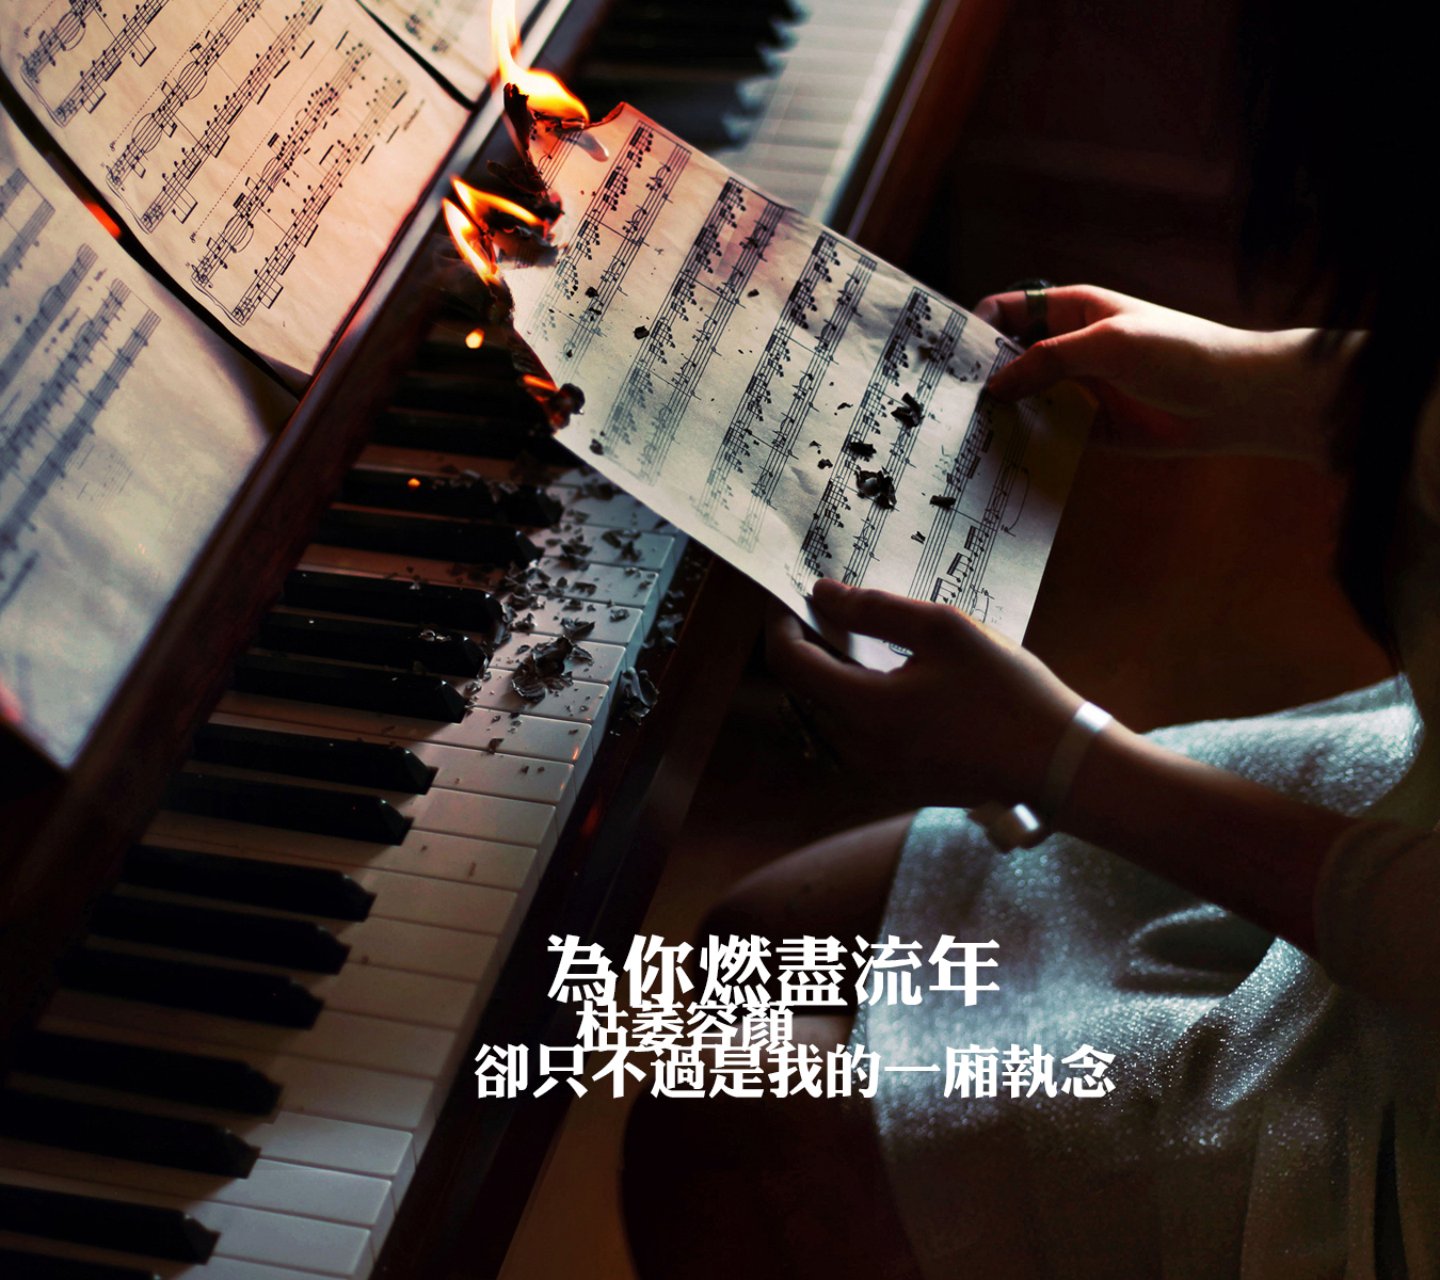 為你燃盡流年
枯萎容顏
卻只不過是我的一廂執念